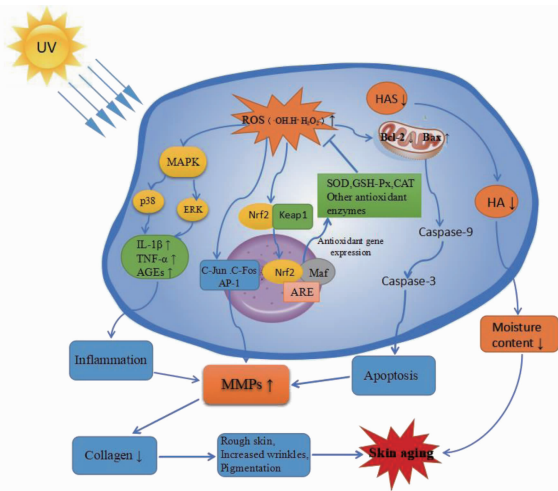 UV
HAS ↓
ROS ( ·OH.H· H₂O₂·) ↑
Bcl-2 ↓ Bax ↑
MAPK
p38
ERK
SOD,GSH-Px,CAT
Other antioxidant
enzymes
HA ↓
Nrf2
Keap1
Caspase-9
IL-1β ↑
TNF-α ↑
AGEs ↑
Antioxidant gene
expression
C-Jun .C-Fos
AP-1
Nrf2
Maf
ARE
Caspase-3
Inflammation
MMPs ↑
Apoptosis
Moisture
content ↓
Collagen ↓
Rough skin,
Increased wrinkles,
Pigmentation
Skin aging